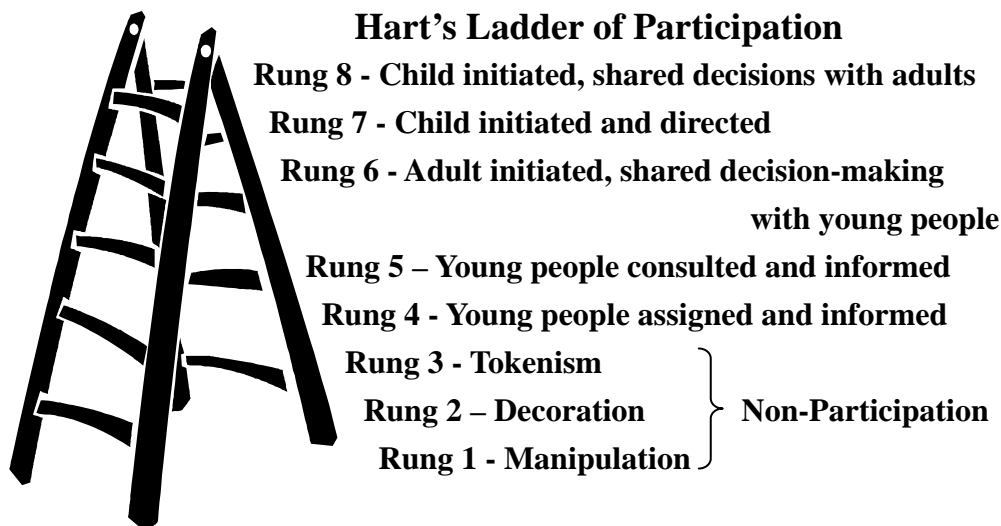 Hart’s Ladder of Participation
Rung 8 - Child initiated, shared decisions with adults
Rung 7 - Child initiated and directed
Rung 6 - Adult initiated, shared decision-making
with young people
Rung 5 – Young people consulted and informed
Rung 4 - Young people assigned and informed
Rung 3 - Tokenism
Rung 2 – Decoration
Non-Participation
Rung 1 - Manipulation